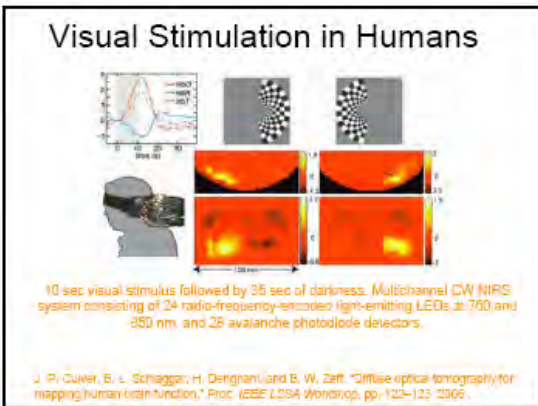 Visual Stimulation in Humans
time (s)
10 sec visual stimulus followed by 35 sec of darkness. Multichannel CW NIRS
system consisting of 24 radio-frequency-encoded light-emitting LEDs at 750 and
850 nm, and 28 avalanche photodiode detectors.
J. P. Culver, B. L. Schlaggar, H. Dehghani, and B. W. Zeff, "Diffuse optical tomography for
mapping human brain function," Proc. IEEE LSSA Workshop, pp. 122–123, 2006.